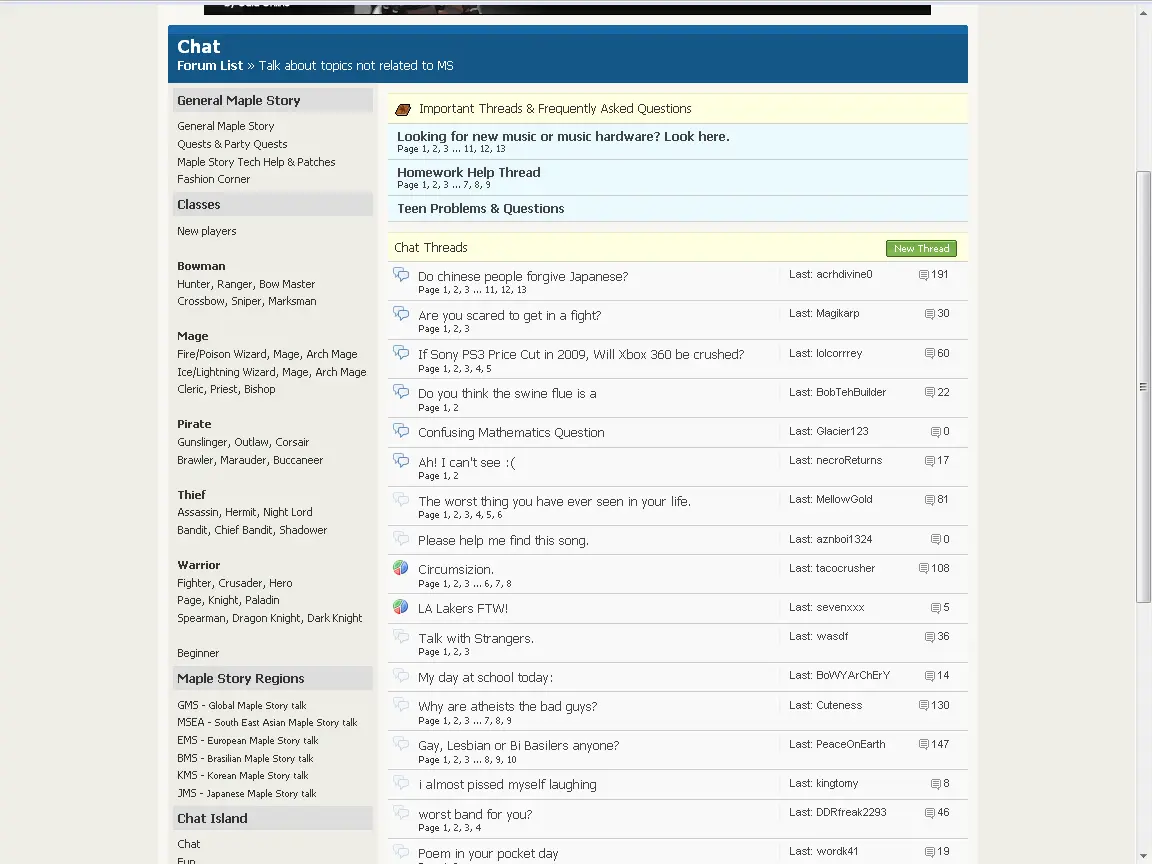 Chat
Forum List » Talk about topics not related to MS
General Maple Story
General Maple Story
Quests & Party Quests
Maple Story Tech Help & Patches
Fashion Corner
Classes
New players
Bowman
Hunter, Ranger, Bow Master
Crossbow, Sniper, Marksman
Mage
Fire/Poison Wizard, Mage, Arch Mage
Ice/Lightning Wizard, Mage, Arch Mage
Cleric, Priest, Bishop
Pirate
Gunslinger, Outlaw, Corsair
Brawler, Marauder, Buccaneer
Thief
Assassin, Hermit, Night Lord
Bandit, Chief Bandit, Shadower
Warrior
Fighter, Crusader, Hero
Page, Knight, Paladin
Spearman, Dragon Knight, Dark Knight
Beginner
Maple Story Regions
GMS - Global Maple Story talk
MSEA - South East Asian Maple Story talk
EMS - European Maple Story talk
BMS - Brasilian Maple Story talk
KMS - Korean Maple Story talk
JMS - Japanese Maple Story talk
Chat Island
Chat
Fun
Important Threads & Frequently Asked Questions
Looking for new music or music hardware? Look here.
Page 1, 2, 3 ... 11, 12, 13
Homework Help Thread
Page 1, 2, 3 ... 7, 8, 9
Teen Problems & Questions
Chat Threads New Thread
Do chinese people forgive Japanese? Last: acrhdivine0 191
Page 1, 2, 3 ... 11, 12, 13
Are you scared to get in a fight? Last: Magikarp 30
Page 1, 2, 3
If Sony PS3 Price Cut in 2009, Will Xbox 360 be crushed? Last: lolcorrrey 60
Page 1, 2, 3, 4, 5
Do you think the swine flue is a Last: BobTehBuilder 22
Page 1, 2
Confusing Mathematics Question Last: Glacier123 0
Ah! I can't see :( Last: necroReturns 17
Page 1, 2
The worst thing you have ever seen in your life. Last: MellowGold 81
Page 1, 2, 3, 4, 5, 6
Please help me find this song. Last: aznboi1324 0
Circumsizion. Last: tacocrusher 108
Page 1, 2, 3 ... 6, 7, 8
LA Lakers FTW! Last: sevenxxx 5
Talk with Strangers. Last: wasdf 36
Page 1, 2, 3
My day at school today: Last: BoWYArChErY 14
Why are atheists the bad guys? Last: Cuteness 130
Page 1, 2, 3 ... 7, 8, 9
Gay, Lesbian or Bi Basilers anyone? Last: PeaceOnEarth 147
Page 1, 2, 3 ... 8, 9, 10
i almost pissed myself laughing Last: kingtomy 8
worst band for you? Last: DDRfreak2293 46
Page 1, 2, 3, 4
Poem in your pocket day Last: wordk41 19